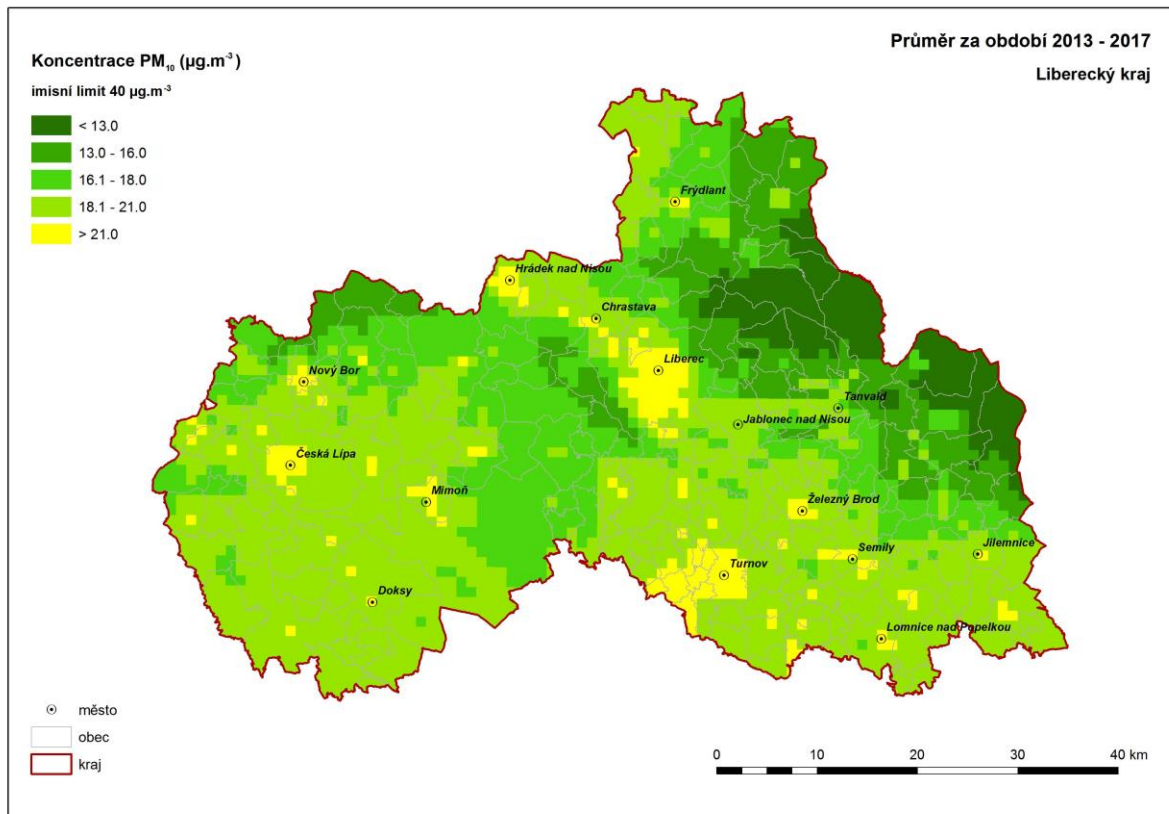 Průměr za období 2013 - 2017
Liberecký kraj
Koncentrace PM₁₀ (µg.m⁻³)
imisní limit 40 µg.m⁻³
< 13.0
13.0 - 16.0
16.1 - 18.0
18.1 - 21.0
> 21.0
Frýdlant
Hrádek nad Nisou
Chrastava
Liberec
Nový Bor
Tanvald
Jablonec nad Nisou
Česká Lípa
Mimoň
Železný Brod
Semily
Jilemnice
Turnov
Doksy
Lomnice nad Popelkou
město
obec
kraj
0 10 20 30 40 km